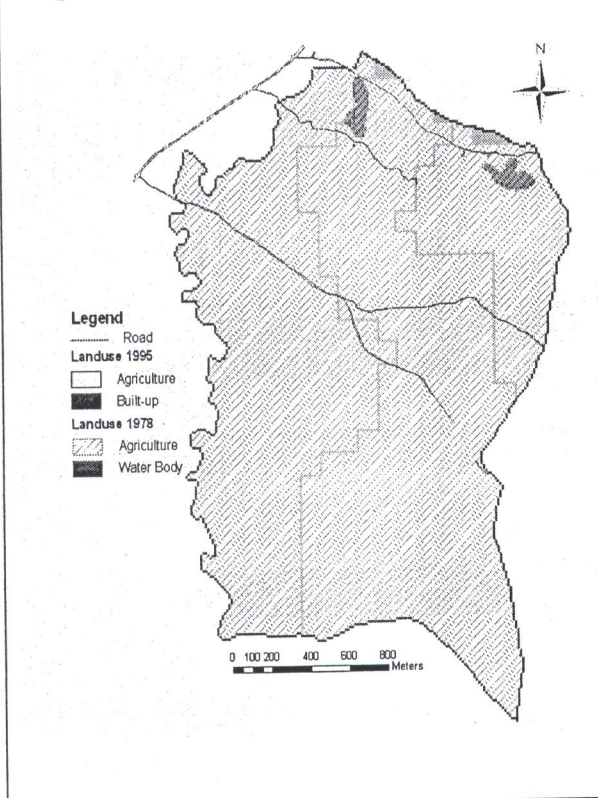 N
Legend
Road
Landuse 1995
Agriculture
Built-up
Landuse 1978
Agriculture
Water Body
0 100 200 400 600 800
Meters